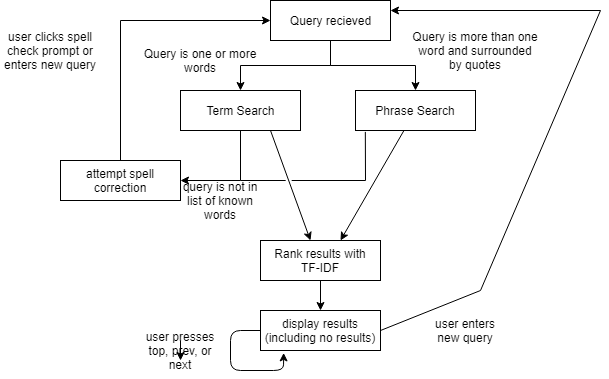 Query recieved
user clicks spell
check prompt or
enters new query
Query is one or more
words
Query is more than one
word and surrounded
by quotes
Term Search
Phrase Search
attempt spell
correction
query is not in
list of known
words
Rank results with
TF-IDF
display results
(including no results)
user enters
new query
user presses
top, prev, or
next